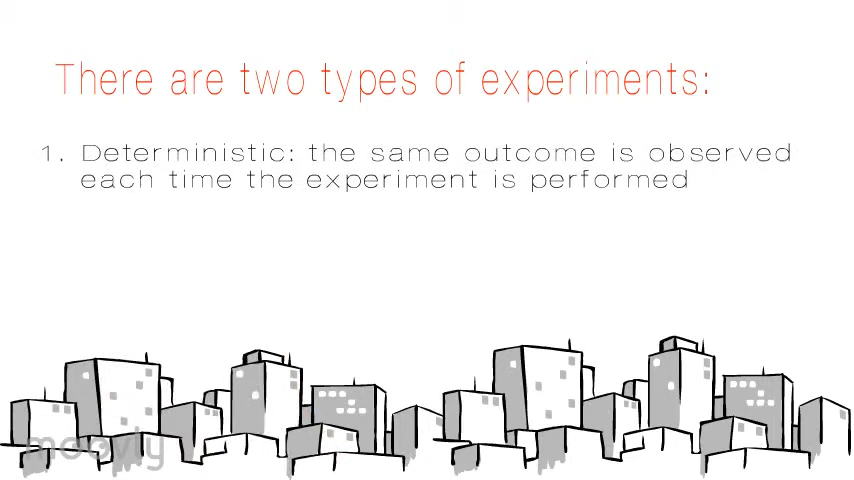 There are two types of experiments:
1. Deterministic: the same outcome is observed
each time the experiment is performed
moovly